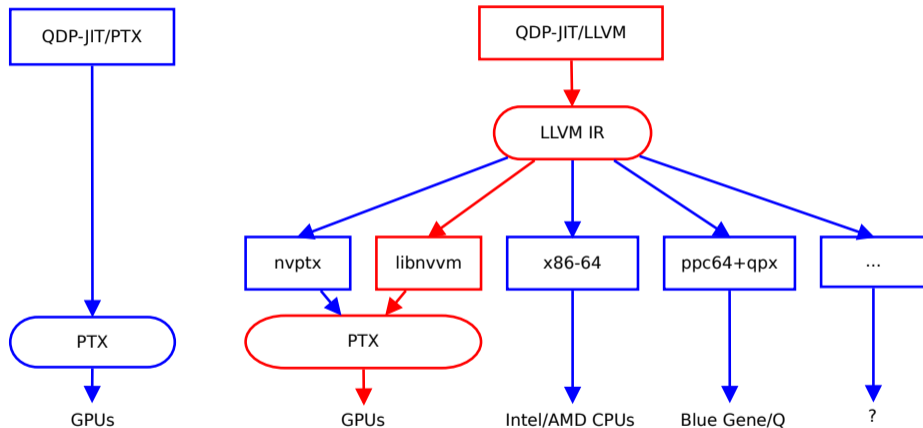 QDP-JIT/PTX
QDP-JIT/LLVM
LLVM IR
nvptx
libnvvm
x86-64
ppc64+qpx
...
PTX
PTX
GPUs
GPUs
Intel/AMD CPUs
Blue Gene/Q
?